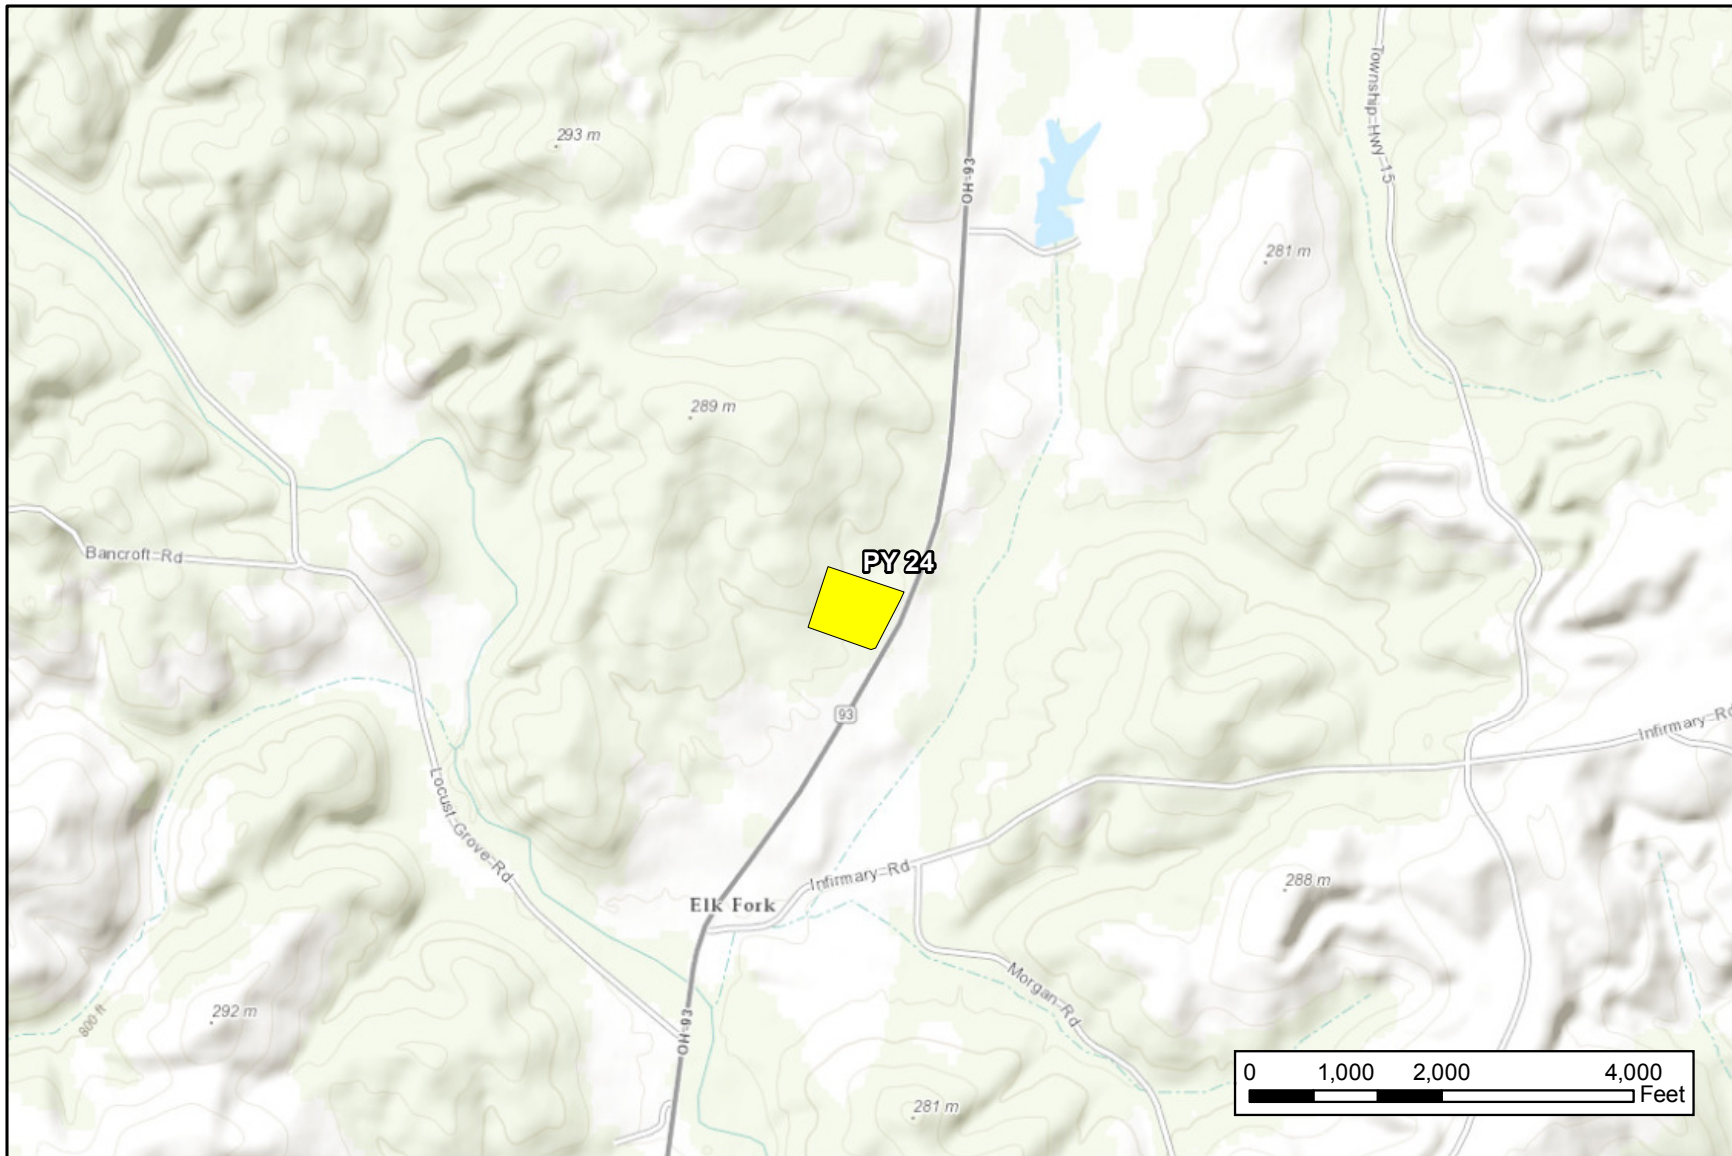 293 m
OH-93
Township-Hwy-15
281 m
289 m
Bancroft-Rd
PY 24
93
Infirmary-Rd
Locust-Grove-Rd
Infirmary-Rd
288 m
Elk Fork
Morgan-Rd
292 m
800 ft
OH-93
281 m
0 1,000 2,000 4,000
Feet